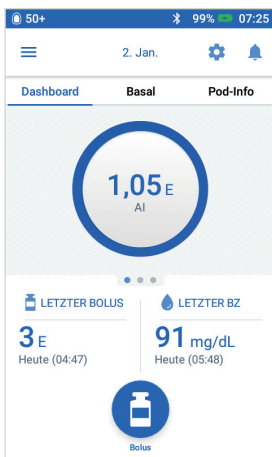 50+ 99% 07:25
2. Jan.
Dashboard Basal Pod-Info
1,05 E
AI
LETZTER BOLUS
3 E
Heute (04:47)
LETZTER BZ
91 mg/dL
Heute (05:48)
Bolus